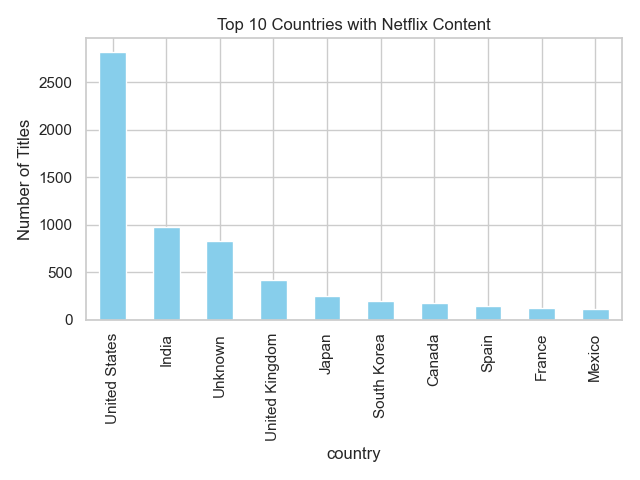 Top 10 Countries with Netflix Content
Number of Titles
2500
2000
1500
1000
500
0
United States
India
Unknown
United Kingdom
Japan
South Korea
Canada
Spain
France
Mexico
country